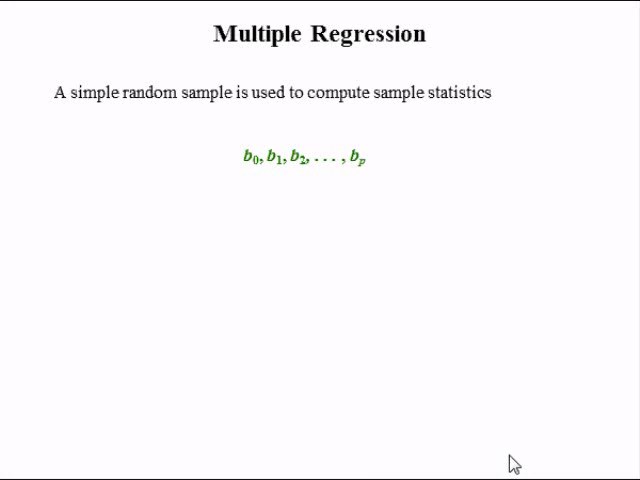 Multiple Regression
A simple random sample is used to compute sample statistics
b₀, b₁, b₂, . . . , bₚ